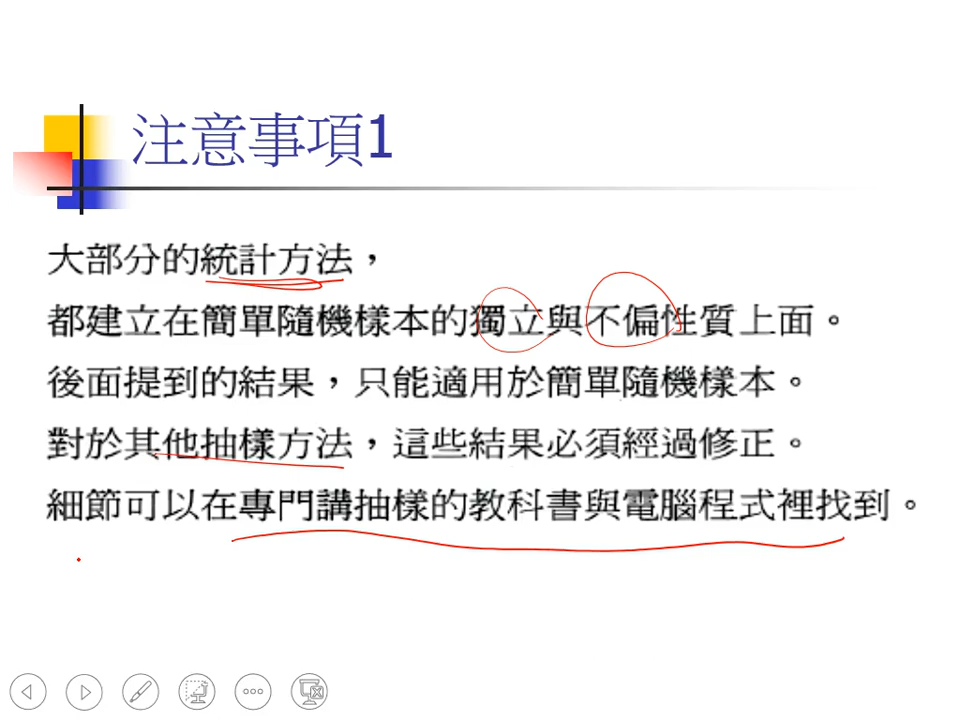 注意事項1
大部分的統計方法，
都建立在簡單隨機樣本的獨立與不偏性質上面。
後面提到的結果，只能適用於簡單隨機樣本。
對於其他抽樣方法，這些結果必須經過修正。
細節可以在專門講抽樣的教科書與電腦程式裡找到。